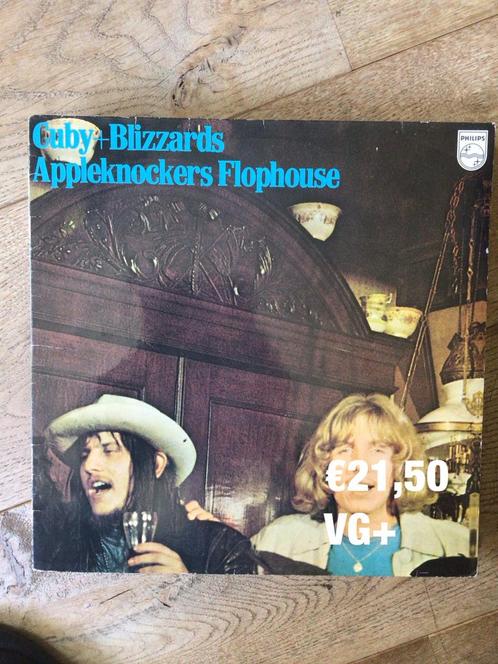 Cuby+Blizzards
Appleknockers Flophouse
PHILIPS
€21,50
VG+